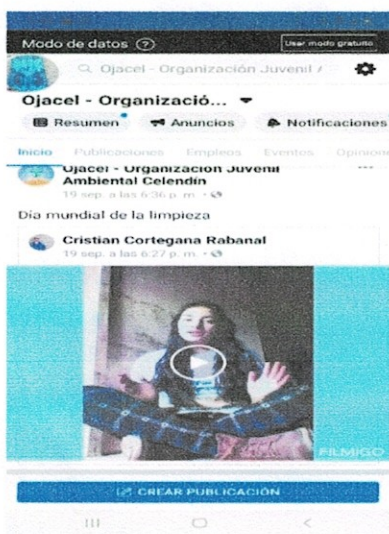 Modo de datos ?
Usar modo gratuito
Ojacel - Organización Juvenil A
Ojacel - Organizació...
Resumen
Anuncios
Notificaciones
Inicio
Publicaciones
Empleos
Eventos
Opinione
Ojacel - Organización Juvenil
Ambiental Celendín
19 sep. a las 6:36 p. m.
Dia mundial de la limpieza
Cristian Cortegana Rabanal
19 sep. a las 6:27 p. m.
FILMIGO
CREAR PUBLICACIÓN